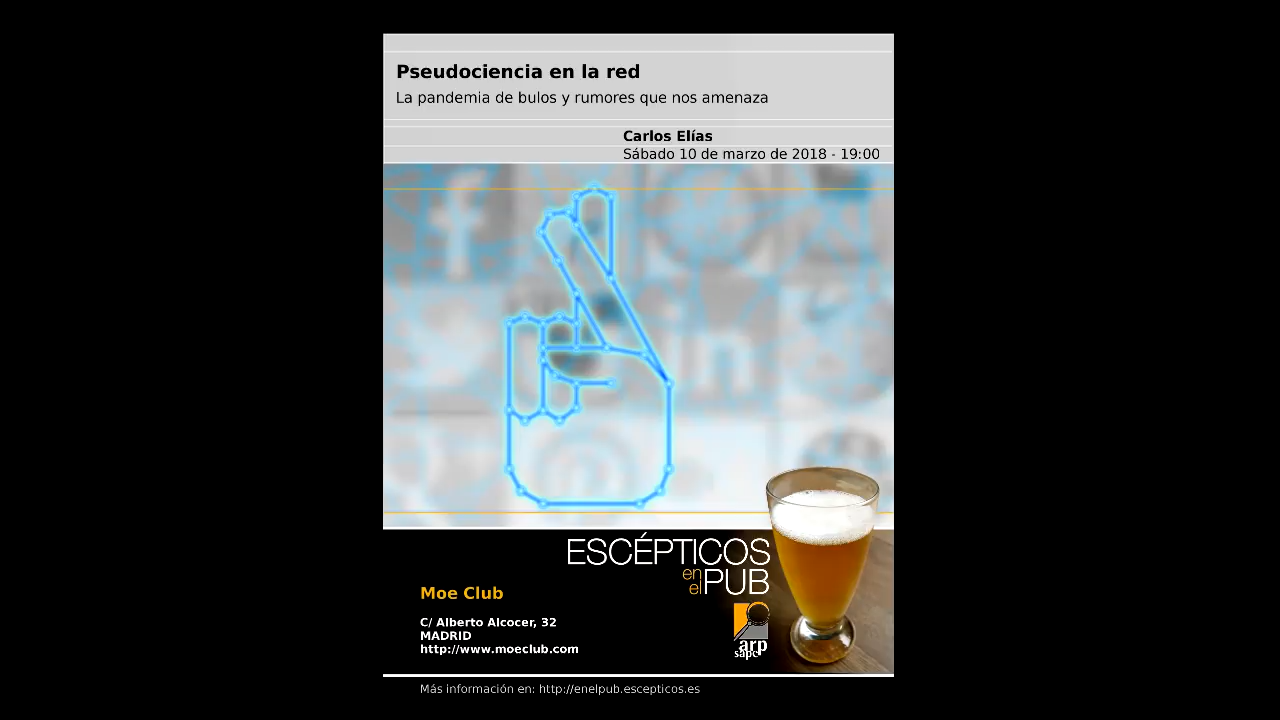 Pseudociencia en la red
La pandemia de bulos y rumores que nos amenaza
Carlos Elías
Sábado 10 de marzo de 2018 - 19:00
f
in
ESCÉPTICOS
en
el PUB
Moe Club
C/ Alberto Alcocer, 32
MADRID
http://www.moeclub.com
arp
sapc
Más información en: http://enelpub.escepticos.es